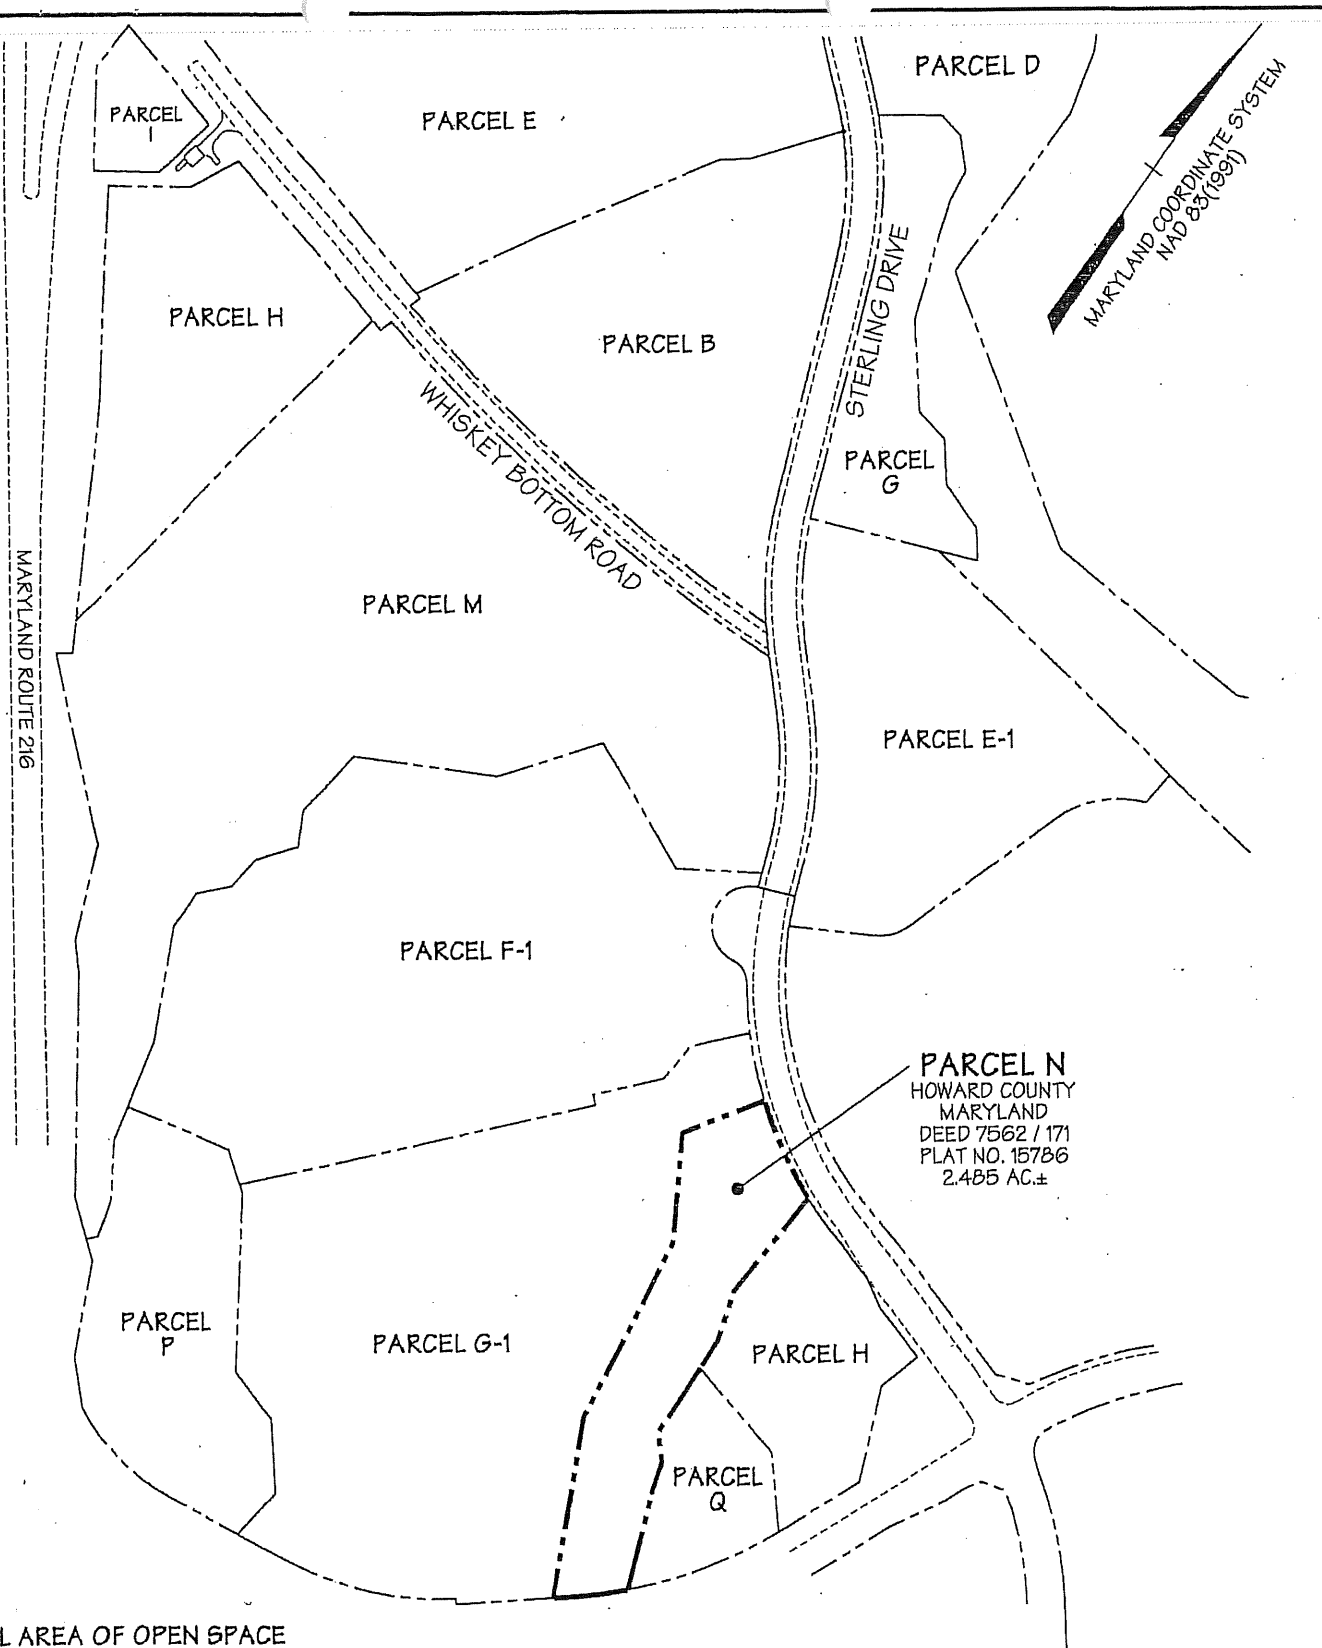 PARCEL D
PARCEL
I
PARCEL E
MARYLAND COORDINATE SYSTEM
NAD 83(1991)
STERLING DRIVE
PARCEL H
PARCEL B
WHISKEY BOTTOM ROAD
PARCEL
G
MARYLAND ROUTE 216
PARCEL M
PARCEL E-1
PARCEL F-1
PARCEL N
HOWARD COUNTY
MARYLAND
DEED 7562 / 171
PLAT NO. 15786
2.485 AC.±
PARCEL
P
PARCEL G-1
PARCEL H
PARCEL
Q
L AREA OF OPEN SPACE